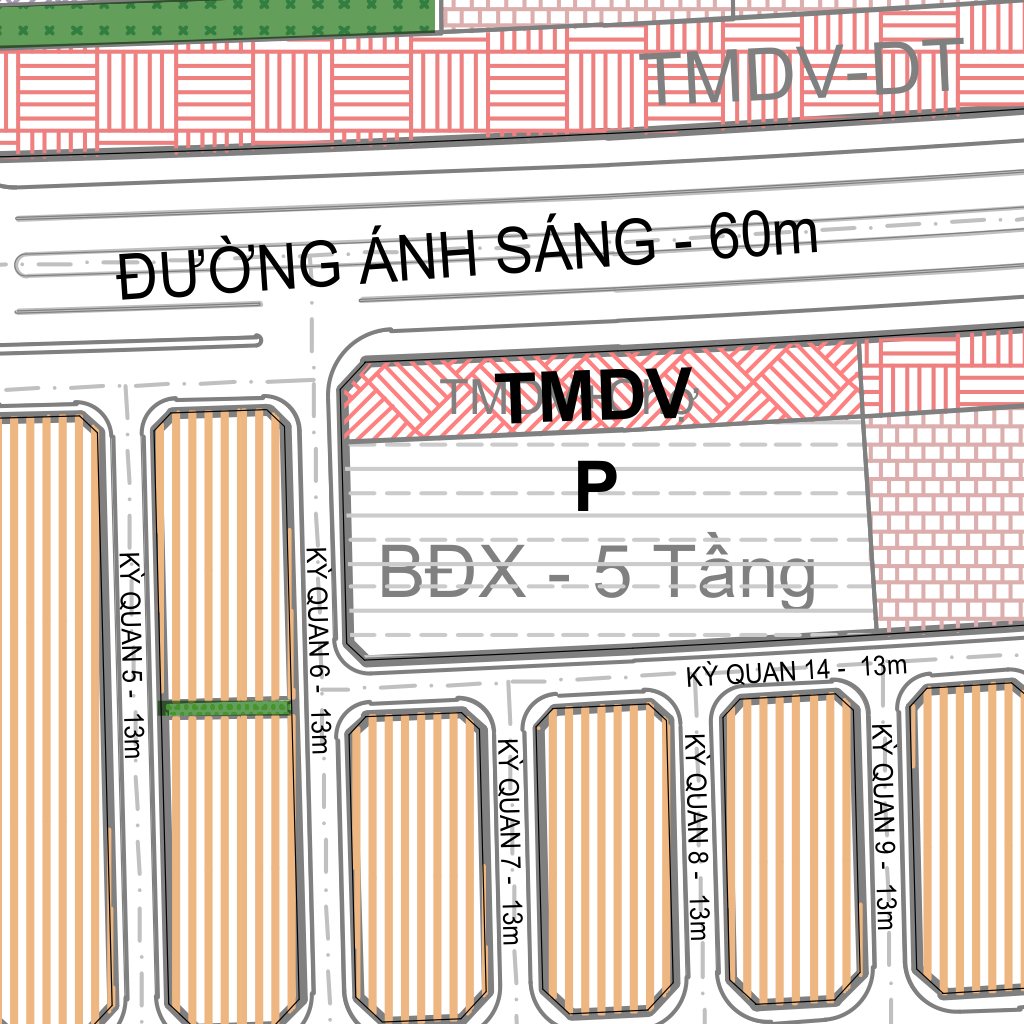 TMDV-DT
ĐƯỜNG ÁNH SÁNG - 60m
TMDV
P
BĐX - 5 Tầng
KỲ QUAN 5 - 13m
KỲ QUAN 6 - 13m
KỲ QUAN 14 - 13m
KỲ QUAN 7 - 13m
KỲ QUAN 8 - 13m
KỲ QUAN 9 - 13m